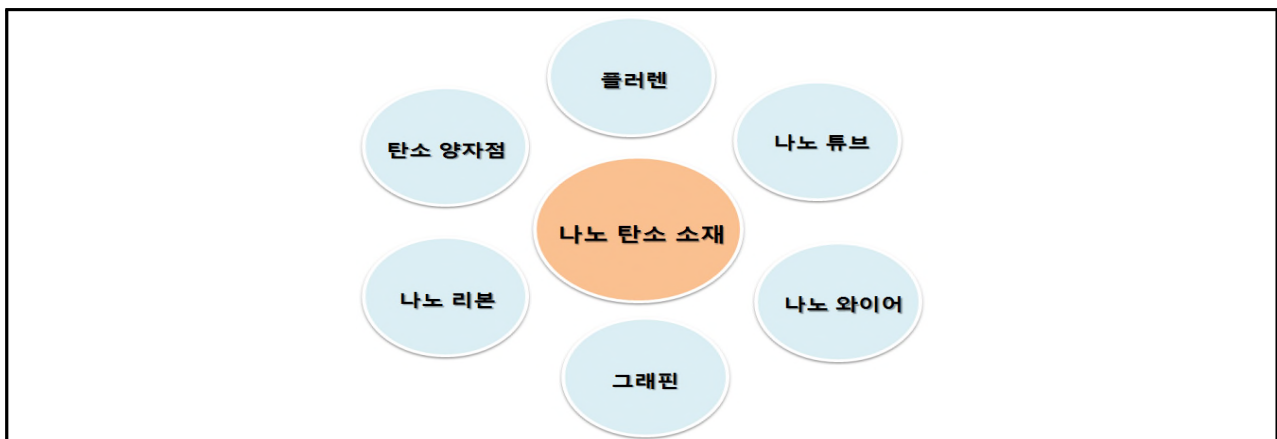 플러렌
탄소 양자점
나노 튜브
나노 탄소 소재
나노 리본
나노 와이어
그래핀